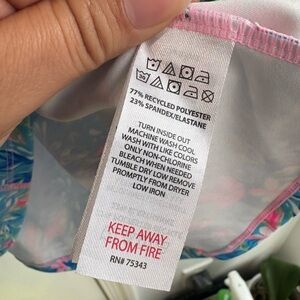 77% RECYCLED POLYESTER
23% SPANDEX/ELASTANE
TURN INSIDE OUT
MACHINE WASH COOL
WASH WITH LIKE COLORS
ONLY NON-CHLORINE
BLEACH WHEN NEEDED
TUMBLE DRY LOW REMOVE
PROMPTLY FROM DRYER
LOW IRON
KEEP AWAY
FROM FIRE
RN# 75343